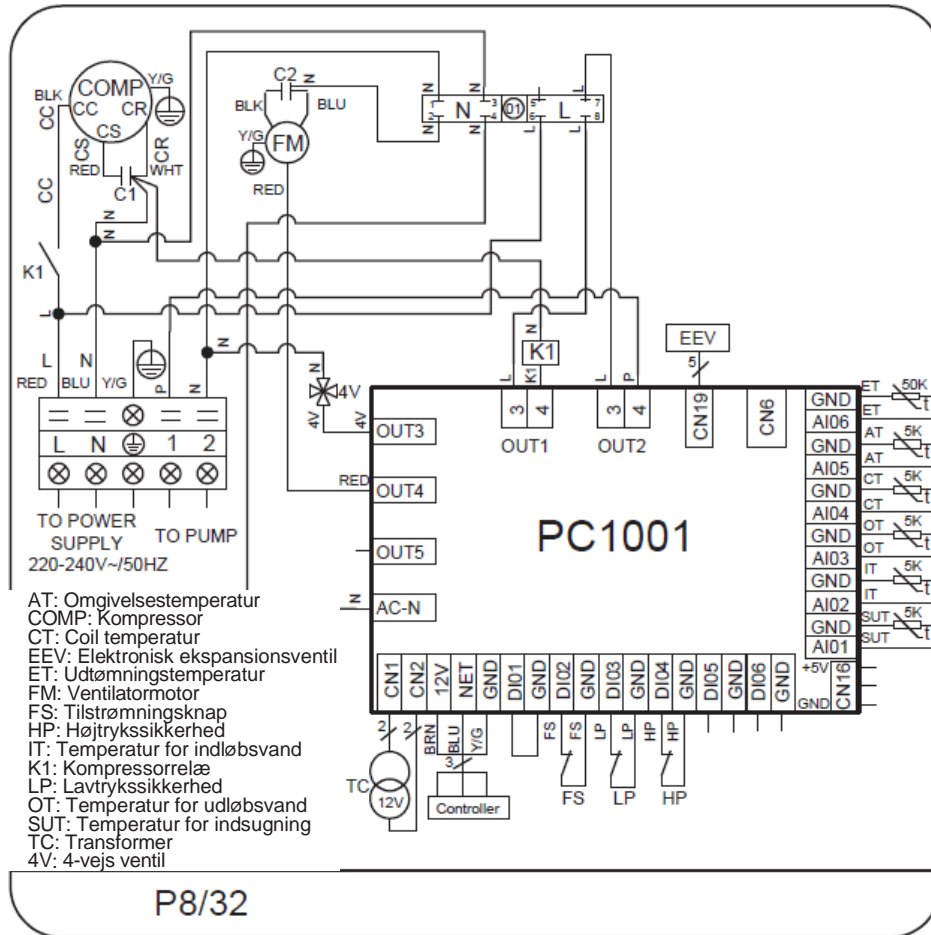 COMP
Y/G
BLK
CC
CR
CC
CS
CS
CR
RED
WHT
C1
CC
K1
N
N
L
C2
N
BLK
BLU
Y/G
FM
RED
N
N
1
3
N
2
4
N
N
01
5
7
L
6
8
L
L
L
L
N
RED
BLU
Y/G
P
N
L
N
1
2
TO POWER
SUPPLY
TO PUMP
220-240V~/50HZ
N
N
4V
4V
4V
RED
N
OUT3
OUT4
OUT5
AC-N
N
K1
L
K1
3
4
OUT1
L
P
3
4
OUT2
EEV
5
CN19
CN6
PC1001
GND
AI06
GND
AI05
GND
AI04
GND
AI03
GND
AI02
GND
AI01
+5V
GND
CN16
ET
50K
t
ET
AT
5K
t
AT
CT
5K
t
CT
OT
5K
t
OT
IT
5K
t
IT
SUT
5K
t
SUT
CN1
CN2
12V
NET
GND
DI01
GND
DI02
GND
DI03
GND
DI04
GND
DI05
GND
DI06
GND
2
2
BRN
BLU
Y/G
3
FS
FS
LP
LP
HP
HP
TC
12V
Controller
FS
LP
HP
AT: Omgivelsestemperatur
COMP: Kompressor
CT: Coil temperatur
EEV: Elektronisk ekspansionsventil
ET: Udtømningstemperatur
FM: Ventilatormotor
FS: Tilstrømningsknap
HP: Højtrykssikkerhed
IT: Temperatur for indløbsvand
K1: Kompressorrelæ
LP: Lavtrykssikkerhed
OT: Temperatur for udløbsvand
SUT: Temperatur for indsugning
TC: Transformer
4V: 4-vejs ventil
P8/32